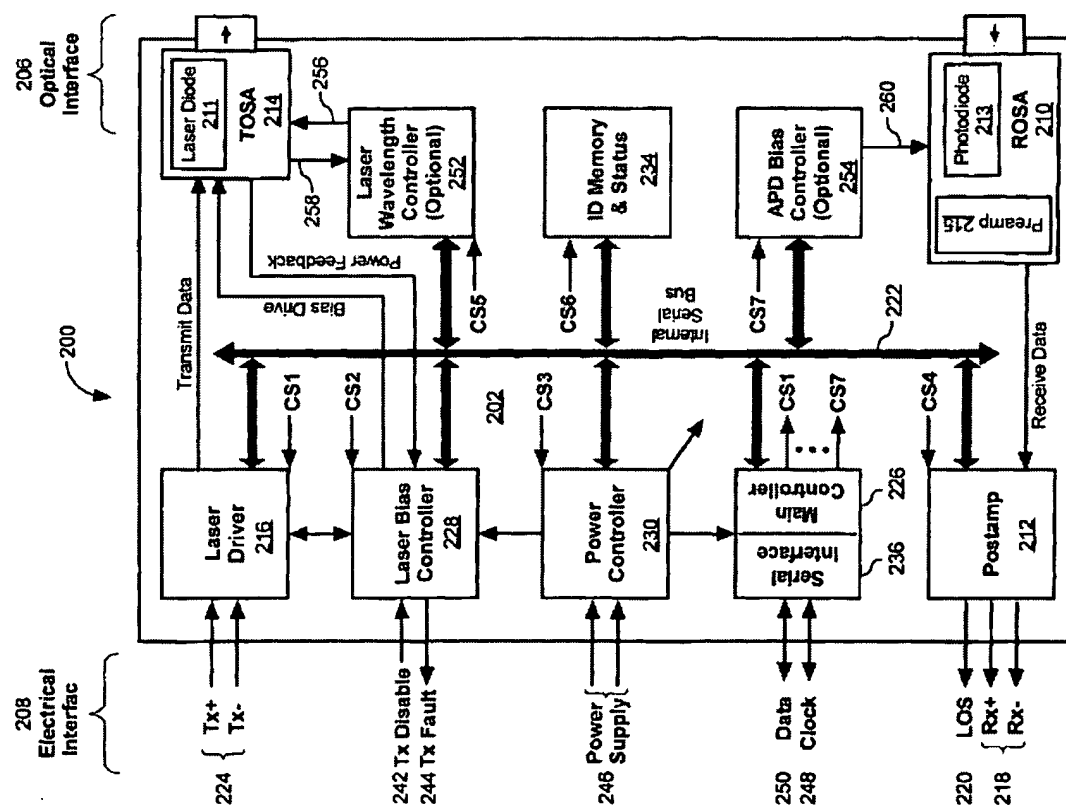 200
206
Optical
Interface
208
Electrical
Interfac
Laser Diode
211
TOSA
214
256
258
Laser
Wavelength
Controller
(Optional)
252
CS5
ID Memory
& Status
234
CS6
APD Bias
Controller
(Optional)
254
CS7
260
Photodiode
213
ROSA
210
Preamp 215
Transmit Data
Bias Drive
Power Feedback
Internal
Serial
Bus
222
Receive Data
202
Laser
Driver
216
CS1
Laser Bias
Controller
228
CS2
Power
Controller
230
CS3
Serial
Interface
Main
Controller
236
226
CS1
CS7
Postamp
212
CS4
224
Tx+
Tx-
242 Tx Disable
244 Tx Fault
246
Power
Supply
250 Data
248 Clock
220 LOS
218
Rx+
Rx-